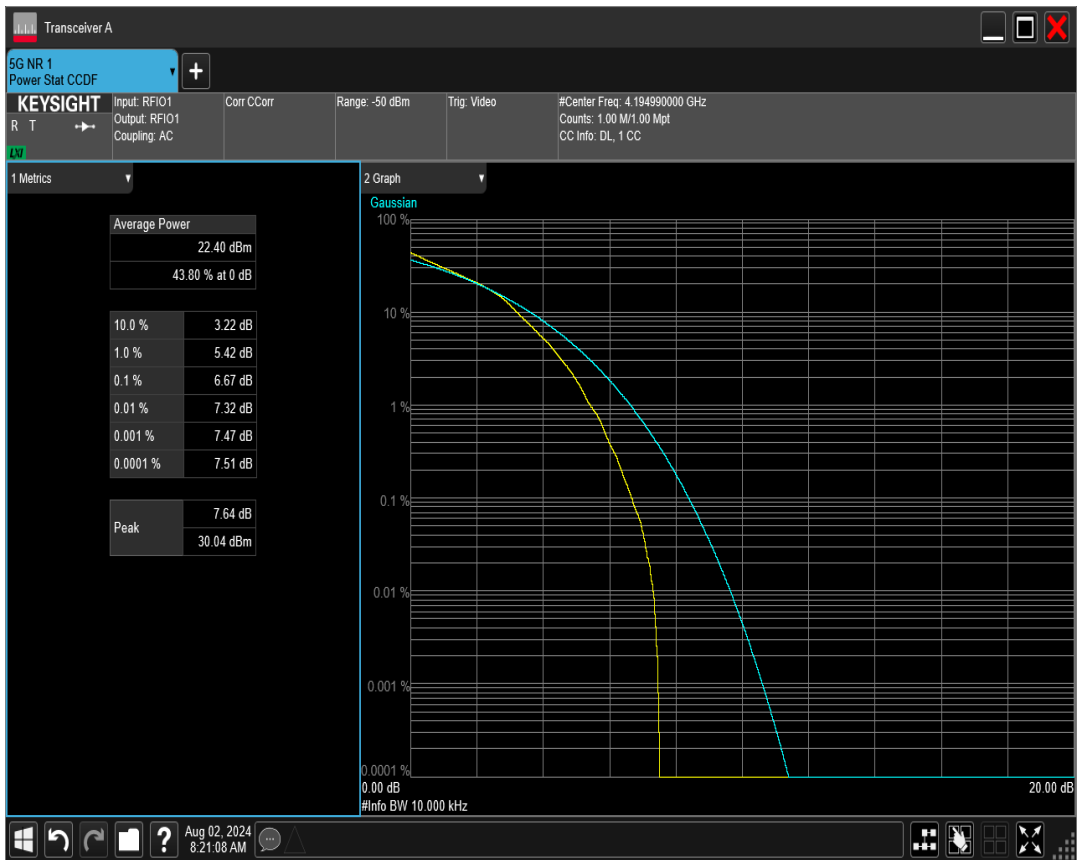 Transceiver A
5G NR 1
Power Stat CCDF
KEYSIGHT
R T
LXI
Input: RFIO1
Output: RFIO1
Coupling: AC
Corr CCorr
Range: -50 dBm
Trig: Video
#Center Freq: 4.194990000 GHz
Counts: 1.00 M/1.00 Mpt
CC Info: DL, 1 CC
1 Metrics
Average Power
22.40 dBm
43.80 % at 0 dB
10.0 % 3.22 dB
1.0 % 5.42 dB
0.1 % 6.67 dB
0.01 % 7.32 dB
0.001 % 7.47 dB
0.0001 % 7.51 dB
Peak
7.64 dB
30.04 dBm
2 Graph
Gaussian
100 %
10 %
1 %
0.1 %
0.01 %
0.001 %
0.0001 %
0.00 dB 20.00 dB
#Info BW 10.000 kHz
?
Aug 02, 2024
8:21:08 AM